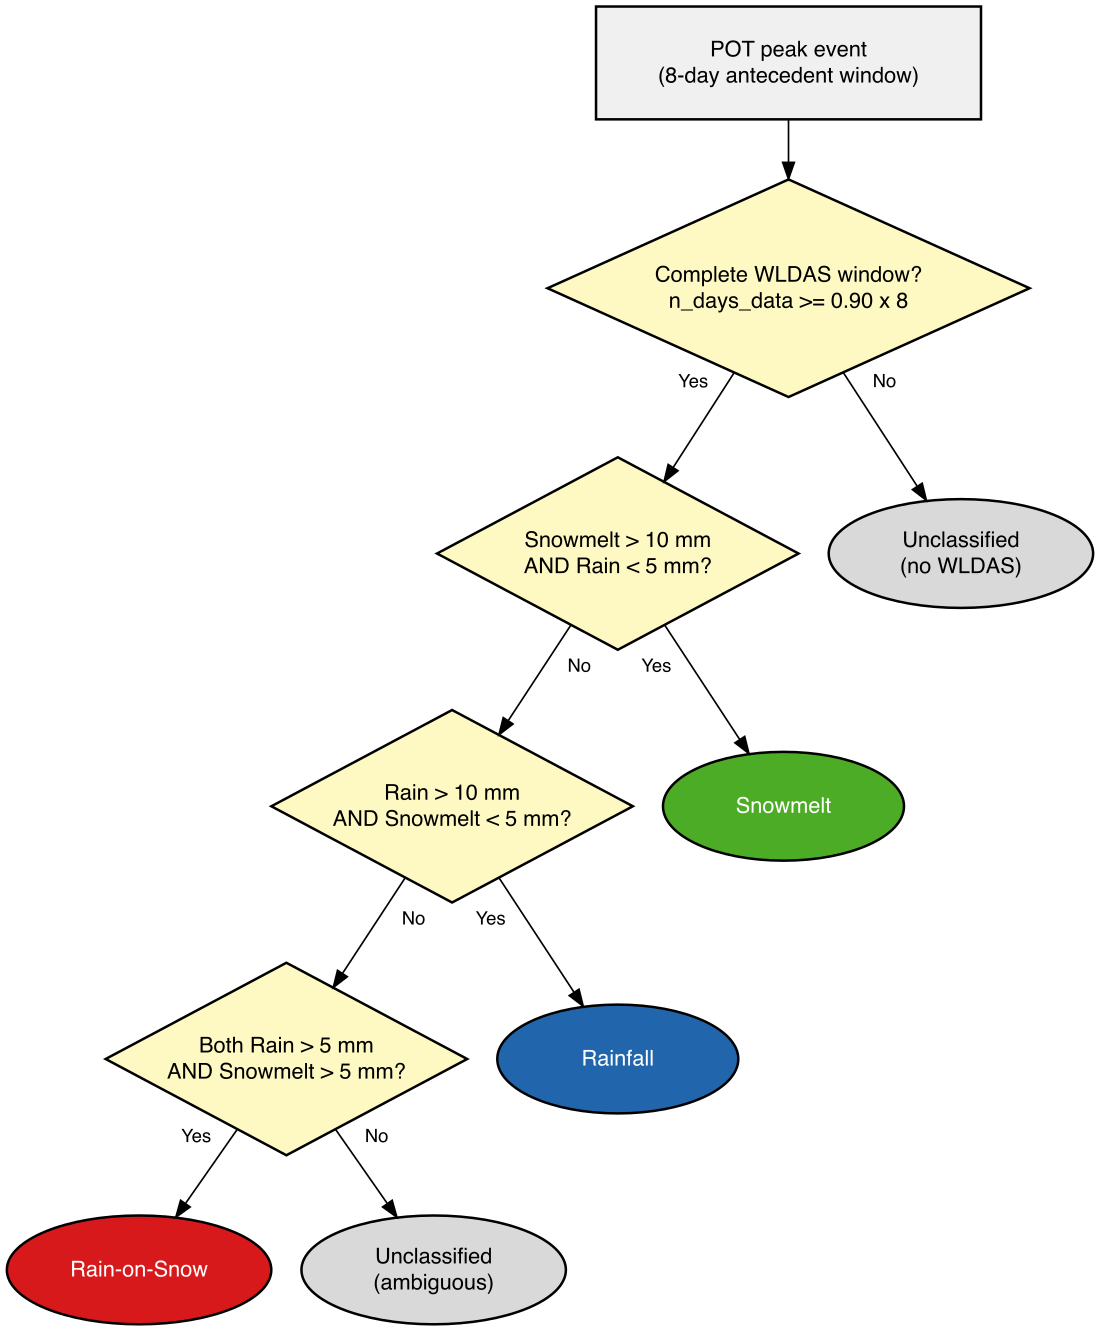 POT peak event
(8-day antecedent window)
Complete WLDAS window?
n_days_data >= 0.90 x 8
Yes
No
Snowmelt > 10 mm
AND Rain < 5 mm?
Unclassified
(no WLDAS)
No
Yes
Rain > 10 mm
AND Snowmelt < 5 mm?
Snowmelt
No
Yes
Both Rain > 5 mm
AND Snowmelt > 5 mm?
Rainfall
Yes
No
Rain-on-Snow
Unclassified
(ambiguous)